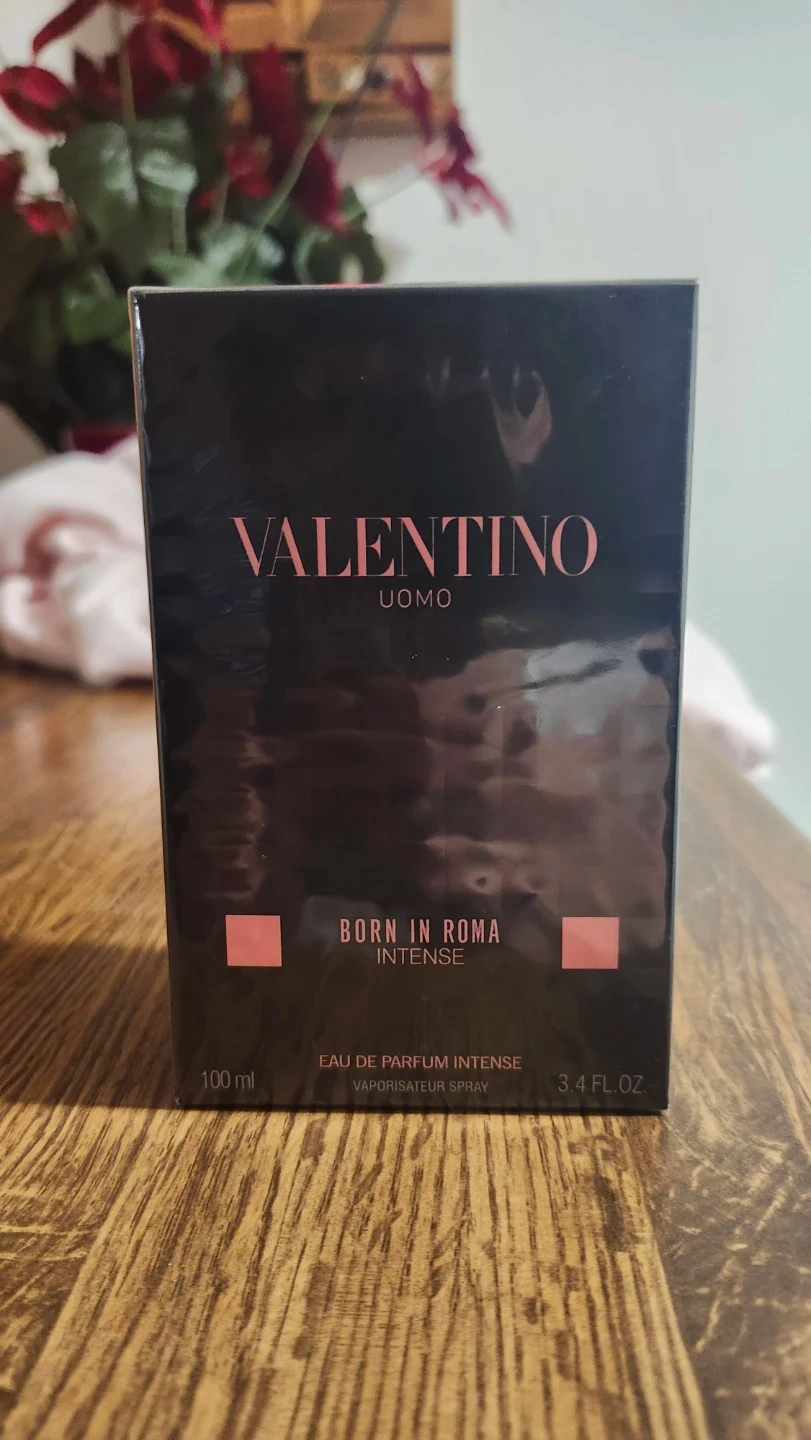 VALENTINO
UOMO
BORN IN ROMA
INTENSE
EAU DE PARFUM INTENSE
100 ml VAPORISATEUR SPRAY 3.4 FL.OZ.